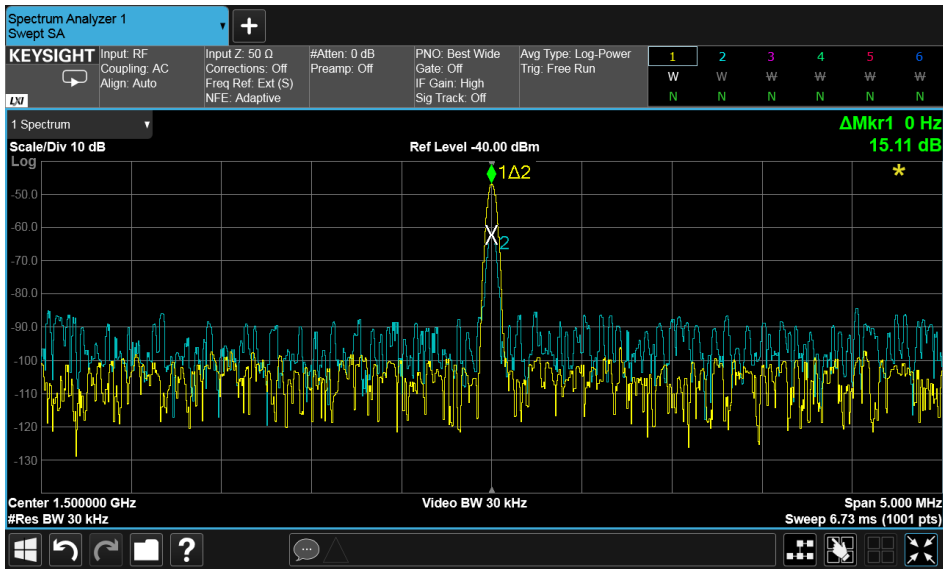 Spectrum Analyzer 1
Swept SA
+
KEYSIGHT
LXI
Input: RF
Coupling: AC
Align: Auto
Input Z: 50 Ω
Corrections: Off
Freq Ref: Ext (S)
NFE: Adaptive
#Atten: 0 dB
Preamp: Off
PNO: Best Wide
Gate: Off
IF Gain: High
Sig Track: Off
Avg Type: Log-Power
Trig: Free Run
1 2 3 4 5 6
W W W W W W
N N N N N N
1 Spectrum
ΔMkr1 0 Hz
15.11 dB
Scale/Div 10 dB
Ref Level -40.00 dBm
Log
*
1Δ2
2
-50.0
-60.0
-70.0
-80.0
-90.0
-100
-110
-120
-130
Center 1.500000 GHz
#Res BW 30 kHz
Video BW 30 kHz
Span 5.000 MHz
Sweep 6.73 ms (1001 pts)
?